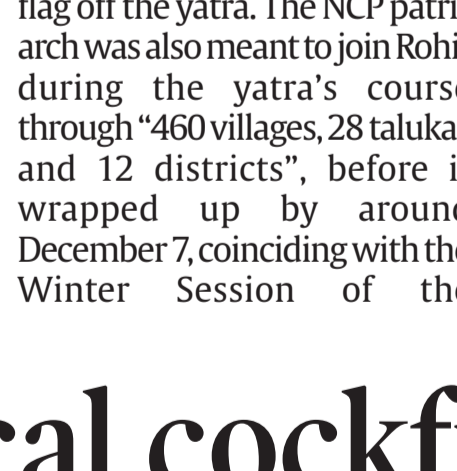 flag off the yatra. The NCP patri
arch was also meant to join Rohi
during the yatra’s cours
through “460 villages, 28 taluka
and 12 districts”, before i
wrapped up by aroun
December 7, coinciding with the
Winter Session of the
cal cockf